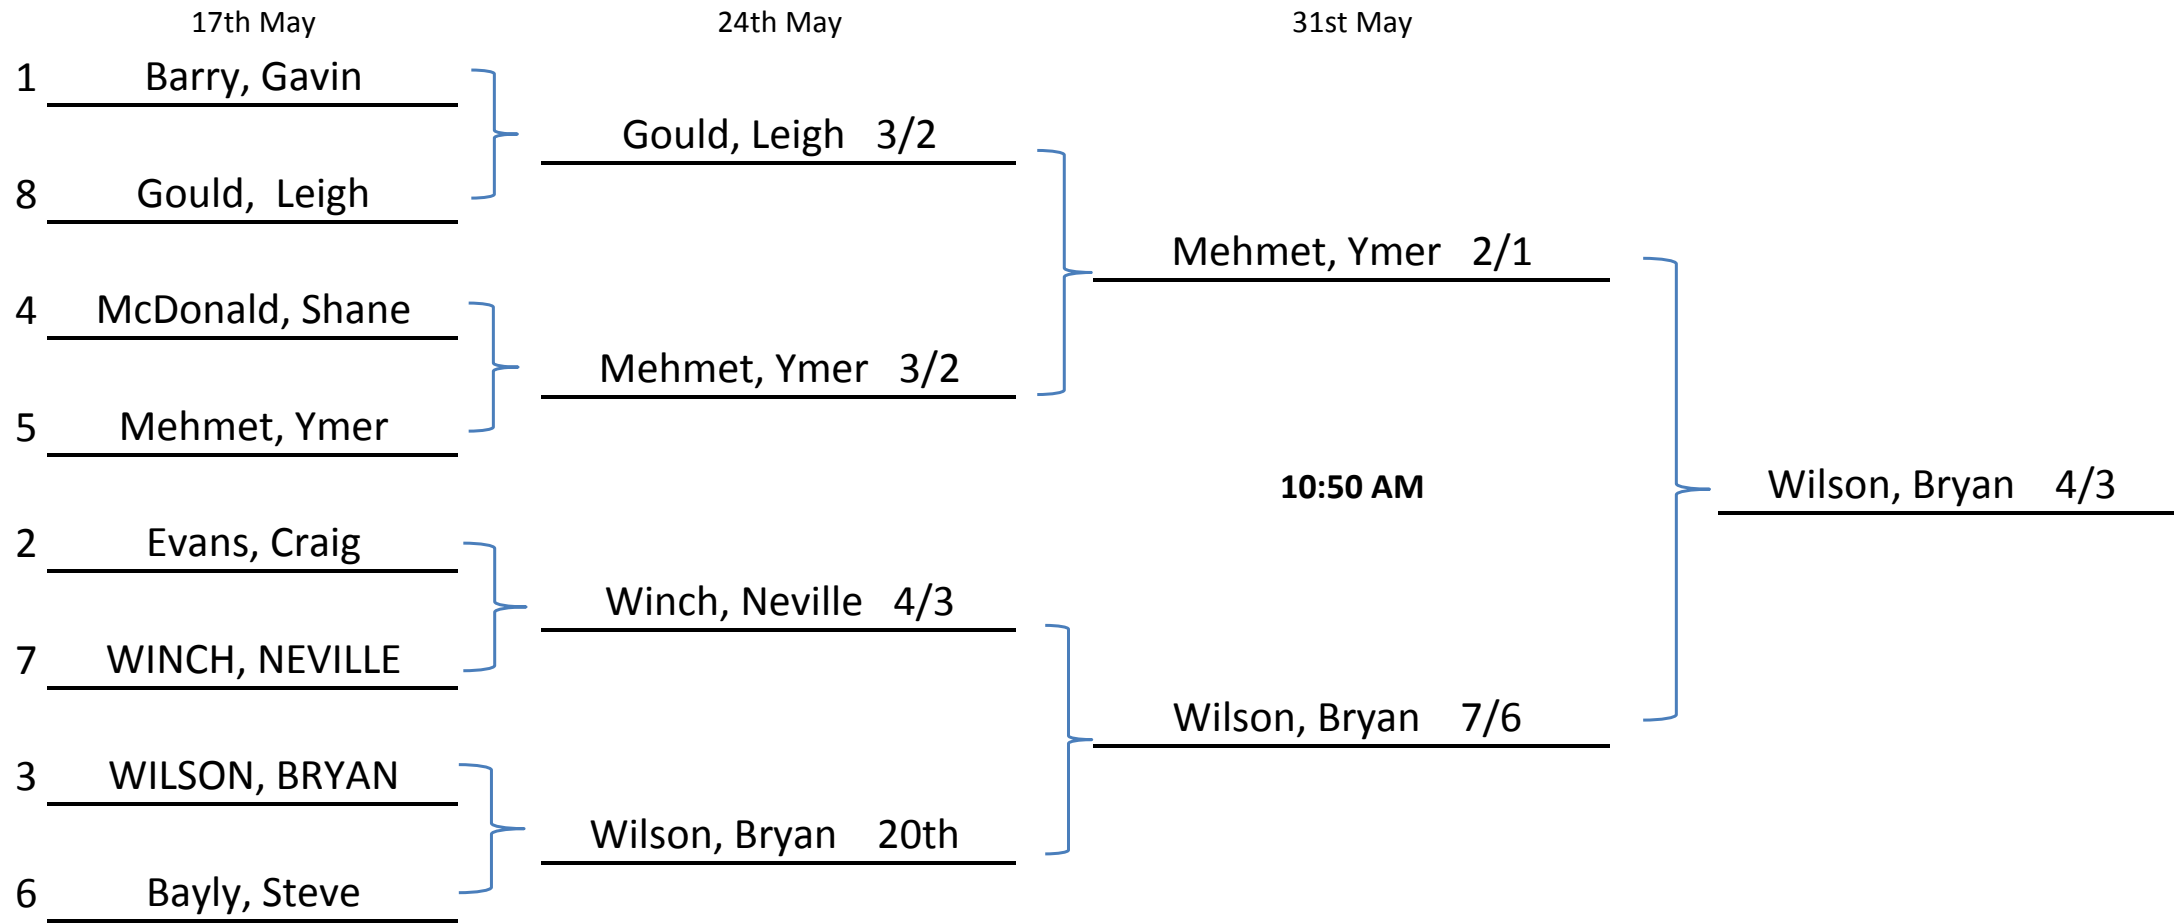 17th May 24th May 31st May
1 Barry, Gavin
Gould, Leigh 3/2
8 Gould, Leigh
Mehmet, Ymer 2/1
4 McDonald, Shane
Mehmet, Ymer 3/2
5 Mehmet, Ymer
10:50 AM Wilson, Bryan 4/3
2 Evans, Craig
Winch, Neville 4/3
7 WINCH, NEVILLE
Wilson, Bryan 7/6
3 WILSON, BRYAN
Wilson, Bryan 20th
6 Bayly, Steve